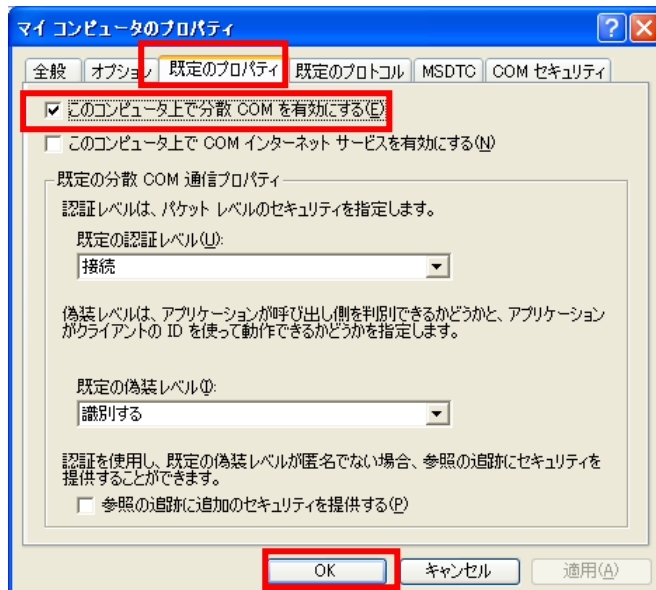 マイ コンピュータのプロパティ
全般 オプション 既定のプロパティ 既定のプロトコル MSDTC COM セキュリティ
このコンピュータ上で分散 COM を有効にする(E)
このコンピュータ上で COM インターネット サービスを有効にする(N)
既定の分散 COM 通信プロパティ
認証レベルは、パケット レベルのセキュリティを指定します。
既定の認証レベル(U):
接続
偽装レベルは、アプリケーションが呼び出し側を判別できるかどうかと、アプリケーション
がクライアントの ID を使って動作できるかどうかを指定します。
既定の偽装レベル(I):
識別する
認証を使用し、既定の偽装レベルが匿名でない場合、参照の追跡にセキュリティを
提供することができます。
参照の追跡に追加のセキュリティを提供する(P)
OK キャンセル 適用(A)